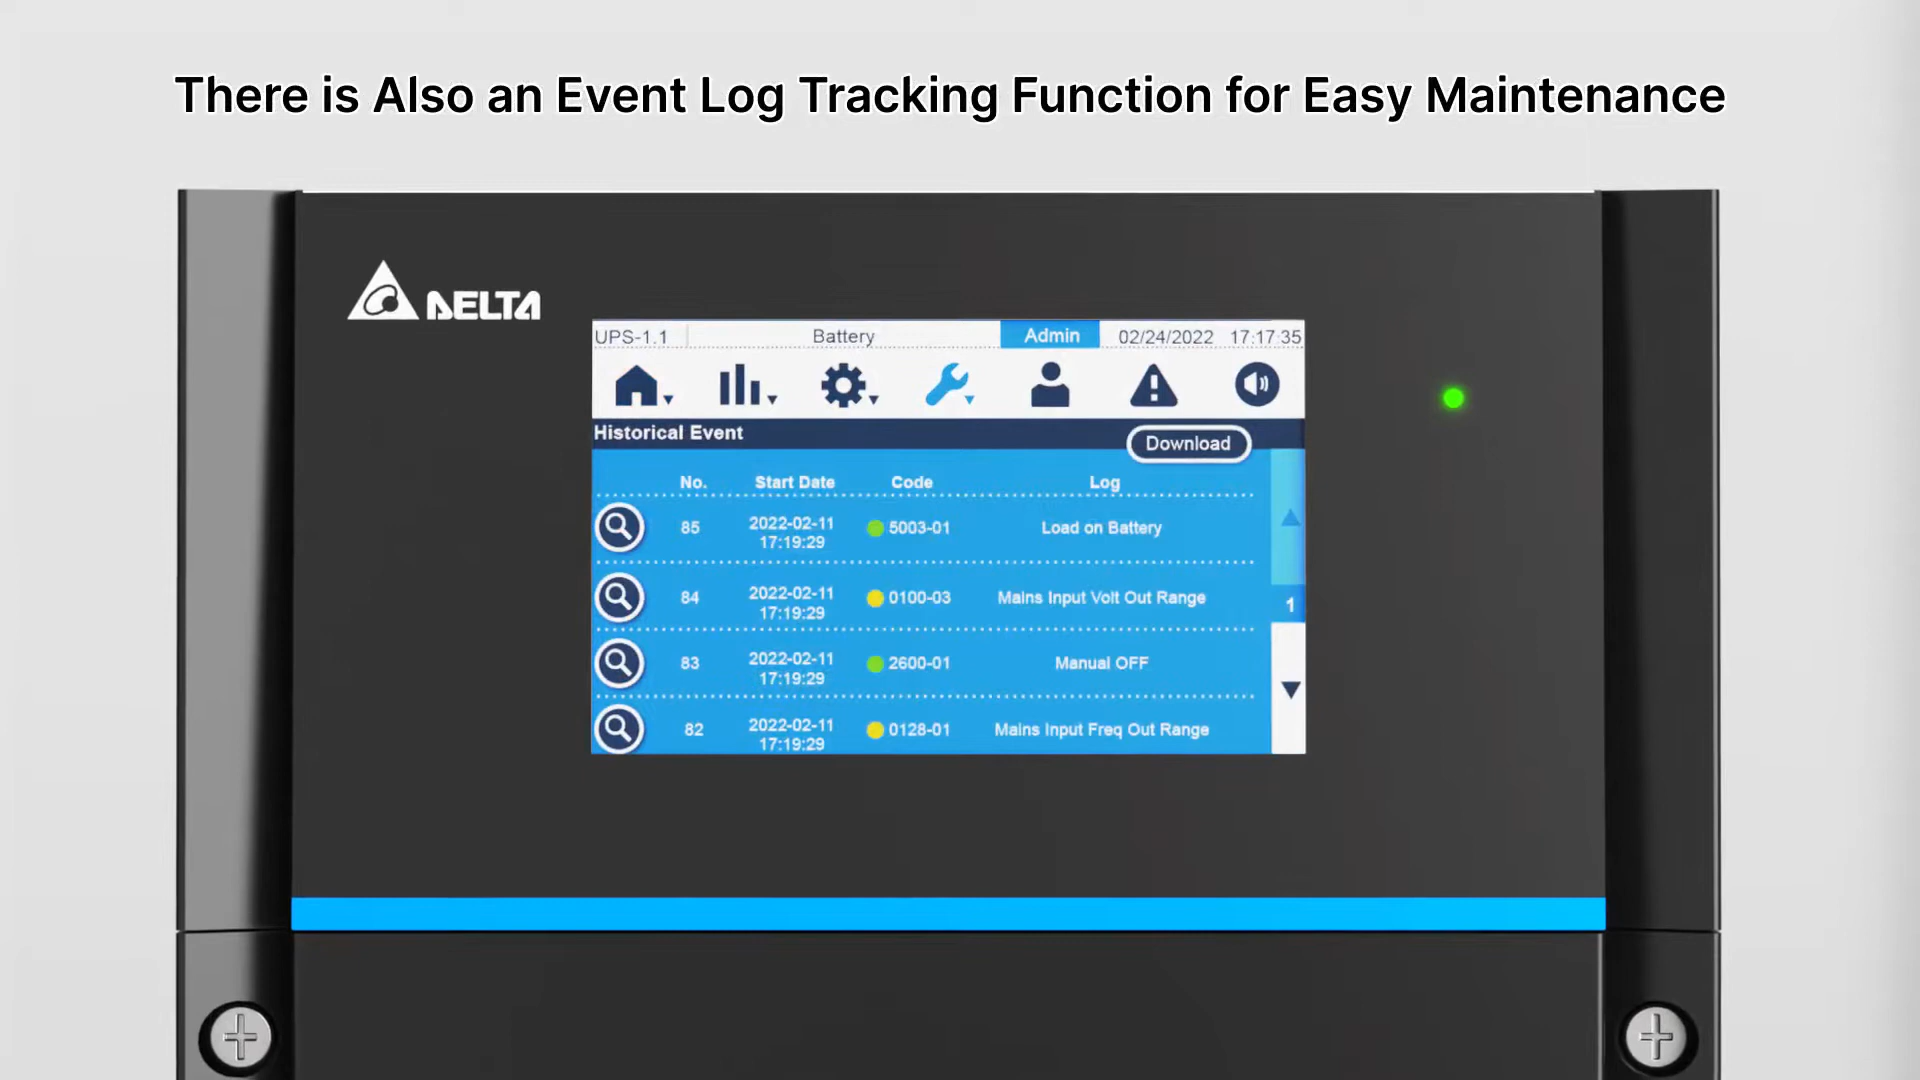 There is Also an Event Log Tracking Function for Easy Maintenance
DELTA
UPS-1.1 Battery Admin 02/24/2022 17:17:35
Historical Event Download
No. Start Date Code Log
85 2022-02-11 17:19:29 5003-01 Load on Battery
84 2022-02-11 17:19:29 0100-03 Mains Input Volt Out Range
1
83 2022-02-11 17:19:29 2600-01 Manual OFF
82 2022-02-11 17:19:29 0128-01 Mains Input Freq Out Range